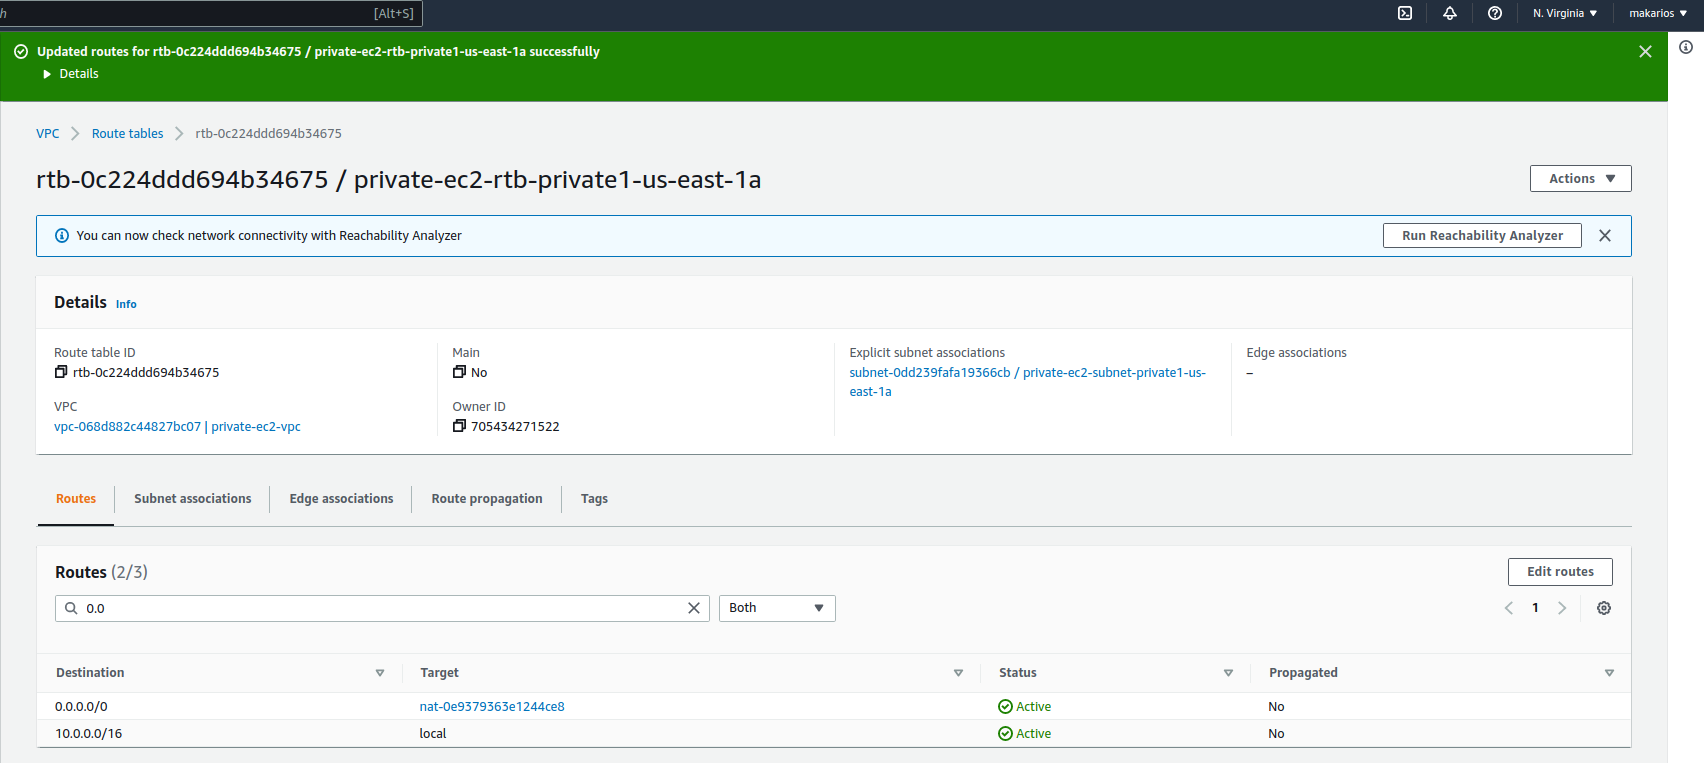 h [Alt+S] N. Virginia makarios
Updated routes for rtb-0c224ddd694b34675 / private-ec2-rtb-private1-us-east-1a successfully
Details
VPC Route tables rtb-0c224ddd694b34675
rtb-0c224ddd694b34675 / private-ec2-rtb-private1-us-east-1a Actions
You can now check network connectivity with Reachability Analyzer Run Reachability Analyzer
Details Info
Route table ID
rtb-0c224ddd694b34675
VPC
vpc-068d882c44827bc07 | private-ec2-vpc
Main
No
Owner ID
705434271522
Explicit subnet associations
subnet-0dd239fafa19366cb / private-ec2-subnet-private1-us-
east-1a
Edge associations
–
Routes Subnet associations Edge associations Route propagation Tags
Routes (2/3) Edit routes
0.0 Both 1
Destination Target Status Propagated
0.0.0.0/0 nat-0e9379363e1244ce8 Active No
10.0.0.0/16 local Active No